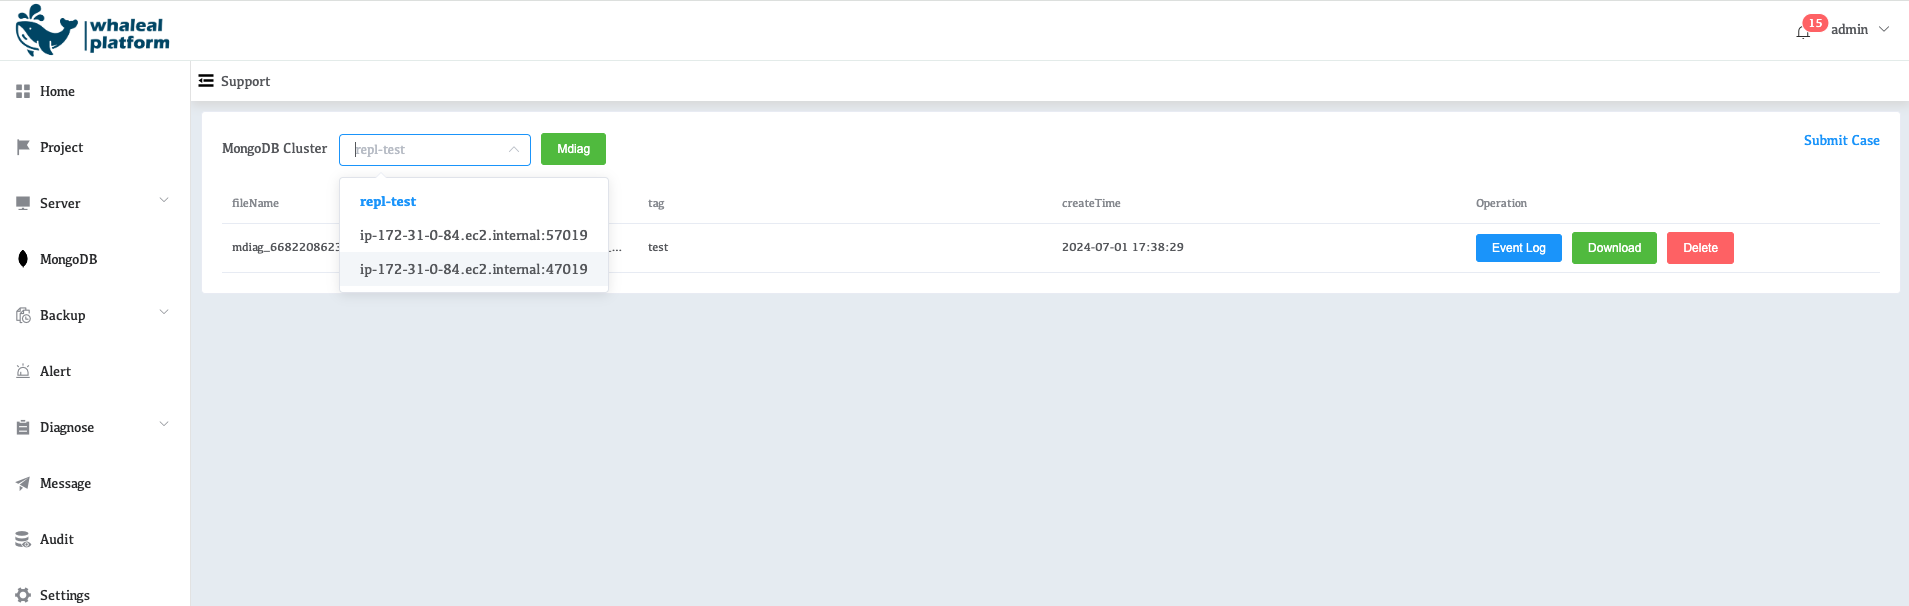 whaleal
platform
15
admin
Home
Project
Server
MongoDB
Backup
Alert
Diagnose
Message
Audit
Settings
Support
MongoDB Cluster
repl-test
Mdiag
Submit Case
repl-test
ip-172-31-0-84.ec2.internal:57019
ip-172-31-0-84.ec2.internal:47019
fileName
tag
createTime
Operation
mdiag_6682208623
_...
test
2024-07-01 17:38:29
Event Log
Download
Delete